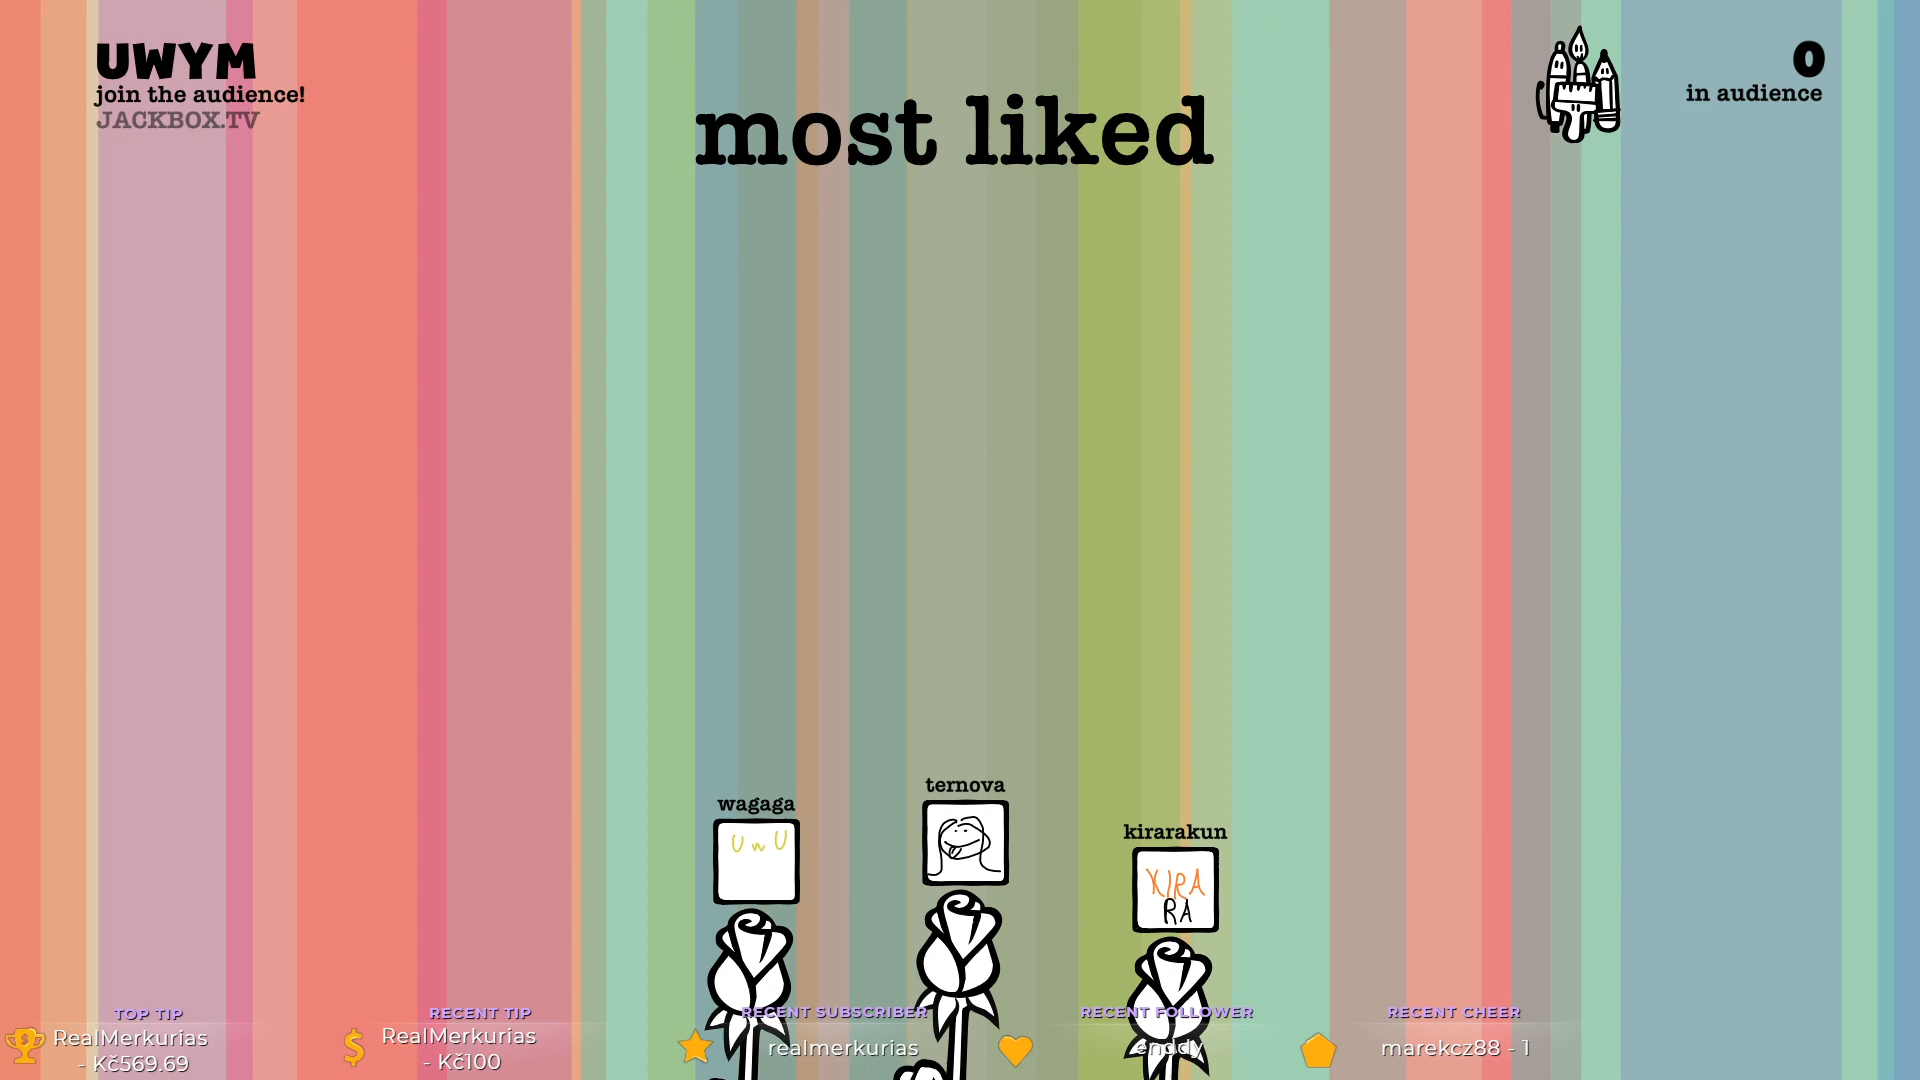 UWYM
join the audience!
JACKBOX.TV
most liked
0
in audience
ternova
wagaga
kirarakun
U w U
KIRA
RA
TOP TIP
RealMerkurias
- Kč569.69
RECENT TIP
RealMerkurias
- Kč100
RECENT SUBSCRIBER
realmerkurias
RECENT FOLLOWER
enddy
RECENT CHEER
marekcz88 - 1